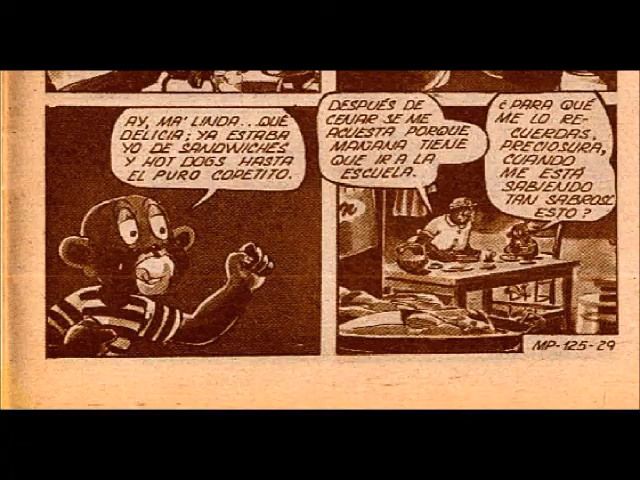 AY, MA' LINDA...QUÉ
DELICIA; YA ESTABA
YO DE SANDWICHES
Y HOT DOGS HASTA
EL PURO COPETITO.
DESPUÉS DE
CENAR SE ME
ACUESTA PORQUE
MAÑANA TIENE
QUE IR A LA
ESCUELA.
¿PARA QUÉ
ME LO RE-
CUERDAS,
PRECIOSURA,
CUANDO
ME ESTÁ
SABIENDO
TAN SABROSO
ESTO?
MP-125-29